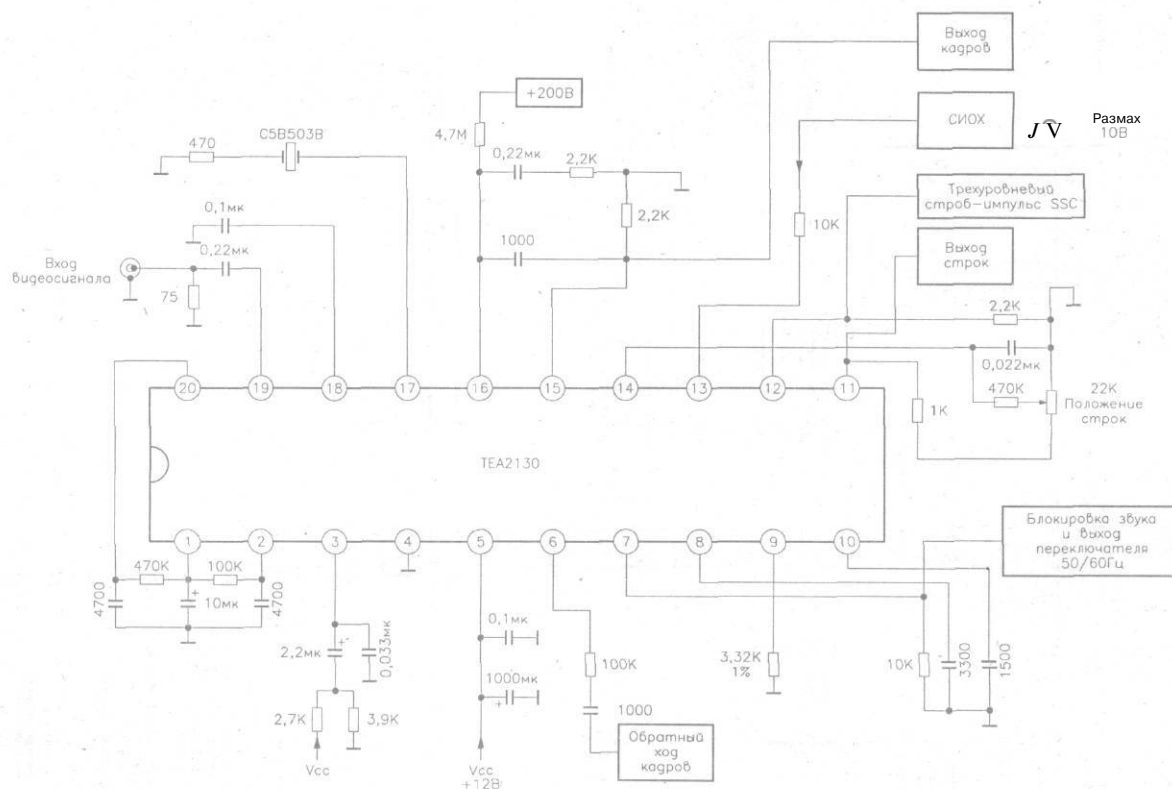 Выход
кадров
+200В
СИОХ
Размах
10В
4,7М
C5B503B
470
0,22мк
2,2К
Трехуровневый
строб-импульс SSC
0,1мк
2,2К
10К
0,22мк
1000
Выход
строк
Вход
видеосигнала
75
2,2К
0,022мк
20
19
18
17
16
15
14
13
12
11
470К
22К
Положение
строк
1К
TEA2130
Блокировка звука
и выход
переключателя
50/60Гц
1
2
3
4
5
6
7
8
9
10
470К
100К
4700
10мк
4700
0,1мк
2,2мк
0,033мк
100К
3,32К
1%
10К
3300
1500
1000мк
2,7К
3,9К
1000
Обратный
ход
кадров
Vcc
Vcc
+12В